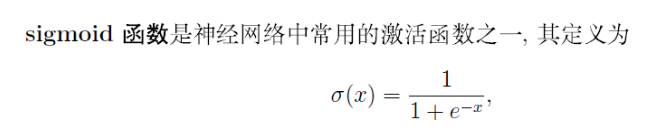 sigmoid 函数是神经网络中常用的激活函数之一, 其定义为
σ(x) = 1 / (1 + e^{-x}),